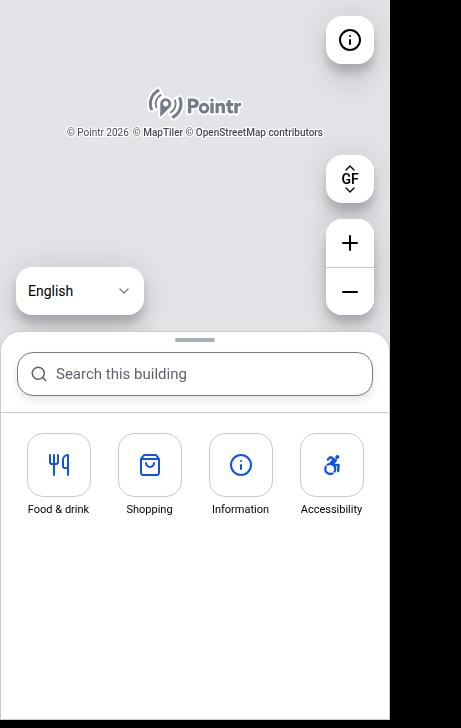 Pointr
© Pointr 2026 © MapTiler © OpenStreetMap contributors
GF
English
Search this building
Food & drink
Shopping
Information
Accessibility